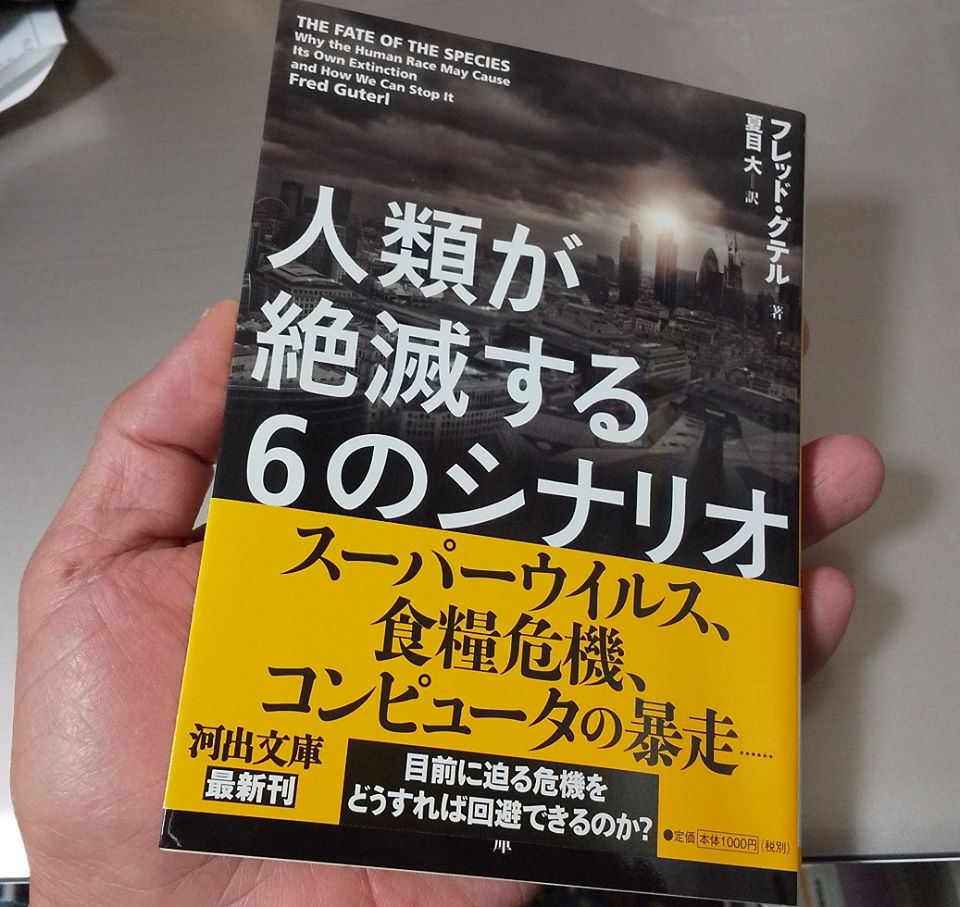 THE FATE OF THE SPECIES
Why the Human Race May Cause
Its Own Extinction
and How We Can Stop It
Fred Guterl
フレッド・グテル 著
夏目 大――訳
人類が
絶滅する
6のシナリオ
スーパーウイルス、
食糧危機、
コンピュータの暴走……
河出文庫
最新刊
目前に迫る危機を
どうすれば回避できるのか?
●定価 本体1000円(税別)
庫